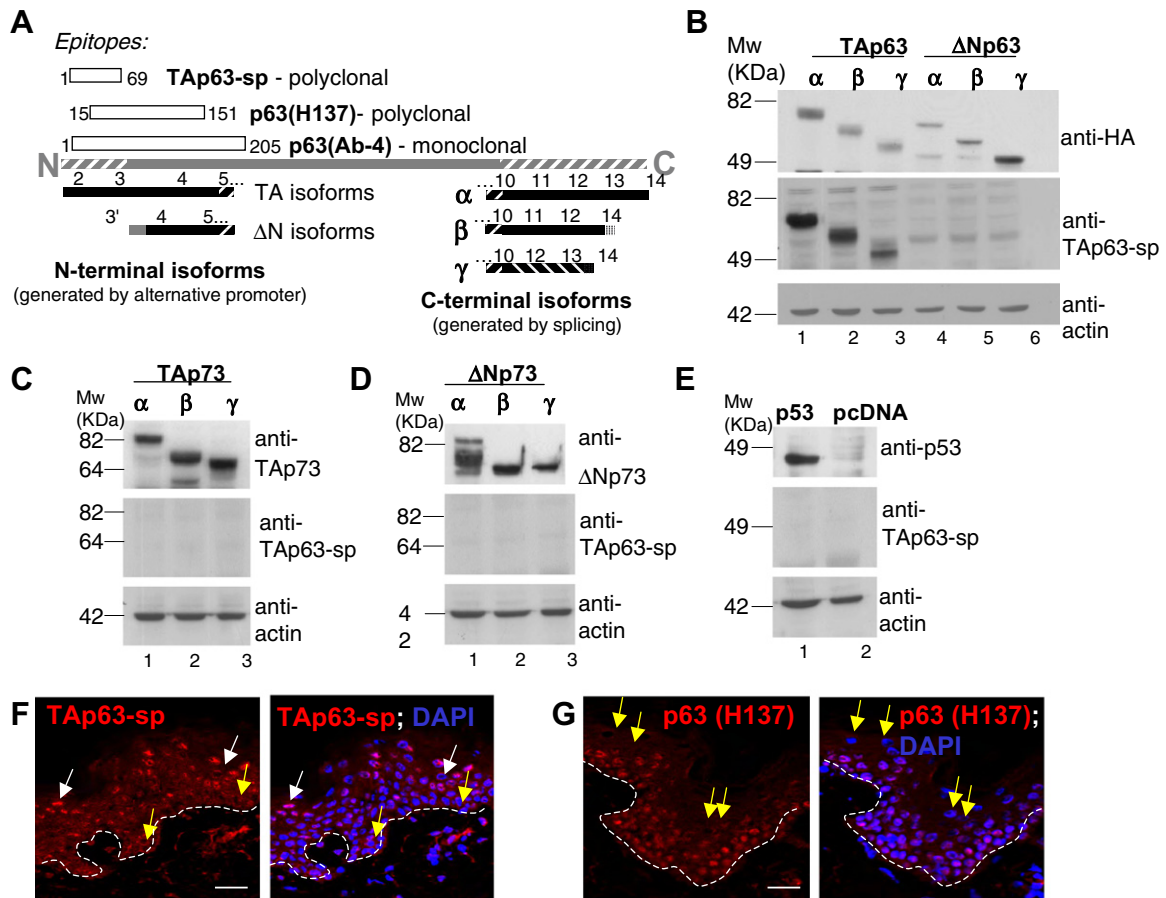 A
Epitopes:
1 69 TAp63-sp - polyclonal
15 151 p63(H137)- polyclonal
1 205 p63(Ab-4) - monoclonal
N C
2 3 4 5... TA isoforms
3' 4 5... ΔN isoforms
N-terminal isoforms
(generated by alternative promoter)
α ...10 11 12 13 14
β ...10 11 12 14
γ ...10 12 13 14
C-terminal isoforms
(generated by splicing)
B
Mw
(KDa)
TAp63 ΔNp63
α β γ α β γ
82
49
anti-HA
82
49
anti-
TAp63-sp
42
anti-
actin
1 2 3 4 5 6
C
Mw
(KDa)
TAp73
α β γ
82
64
anti-
TAp73
82
64
anti-
TAp63-sp
42
anti-
actin
1 2 3
D
Mw
(KDa)
ΔNp73
α β γ
82
anti-
ΔNp73
82
64
anti-
TAp63-sp
4
2
anti-
actin
1 2 3
E
Mw
(KDa)
p53 pcDNA
49
anti-p53
49
anti-
TAp63-sp
42
anti-
actin
1 2
F
TAp63-sp
TAp63-sp; DAPI
G
p63 (H137)
p63 (H137);
DAPI